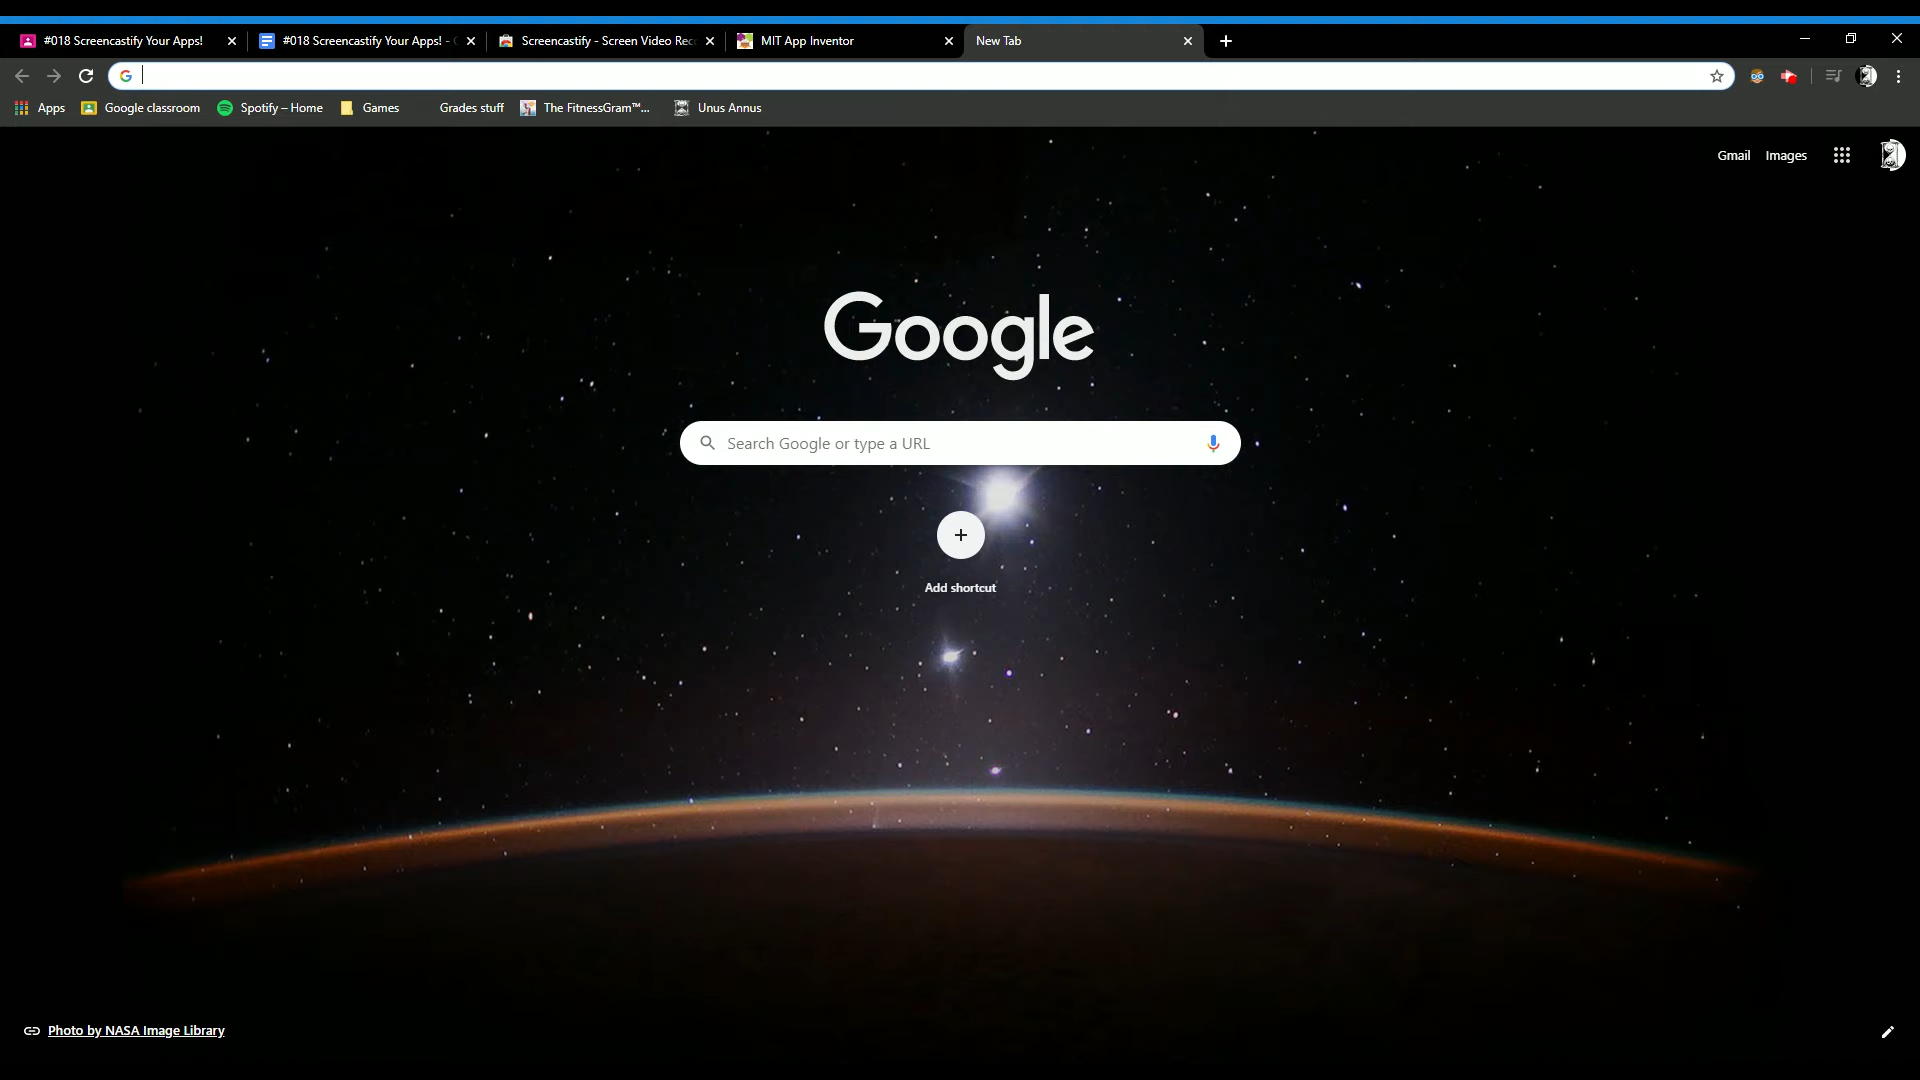 #018 Screencastify Your Apps!
#018 Screencastify Your Apps! -
Screencastify - Screen Video Rec
MIT App Inventor
New Tab
Apps
Google classroom
Spotify – Home
Games
Grades stuff
The FitnessGram™...
Unus Annus
Gmail
Images
Google
Search Google or type a URL
Add shortcut
Photo by NASA Image Library